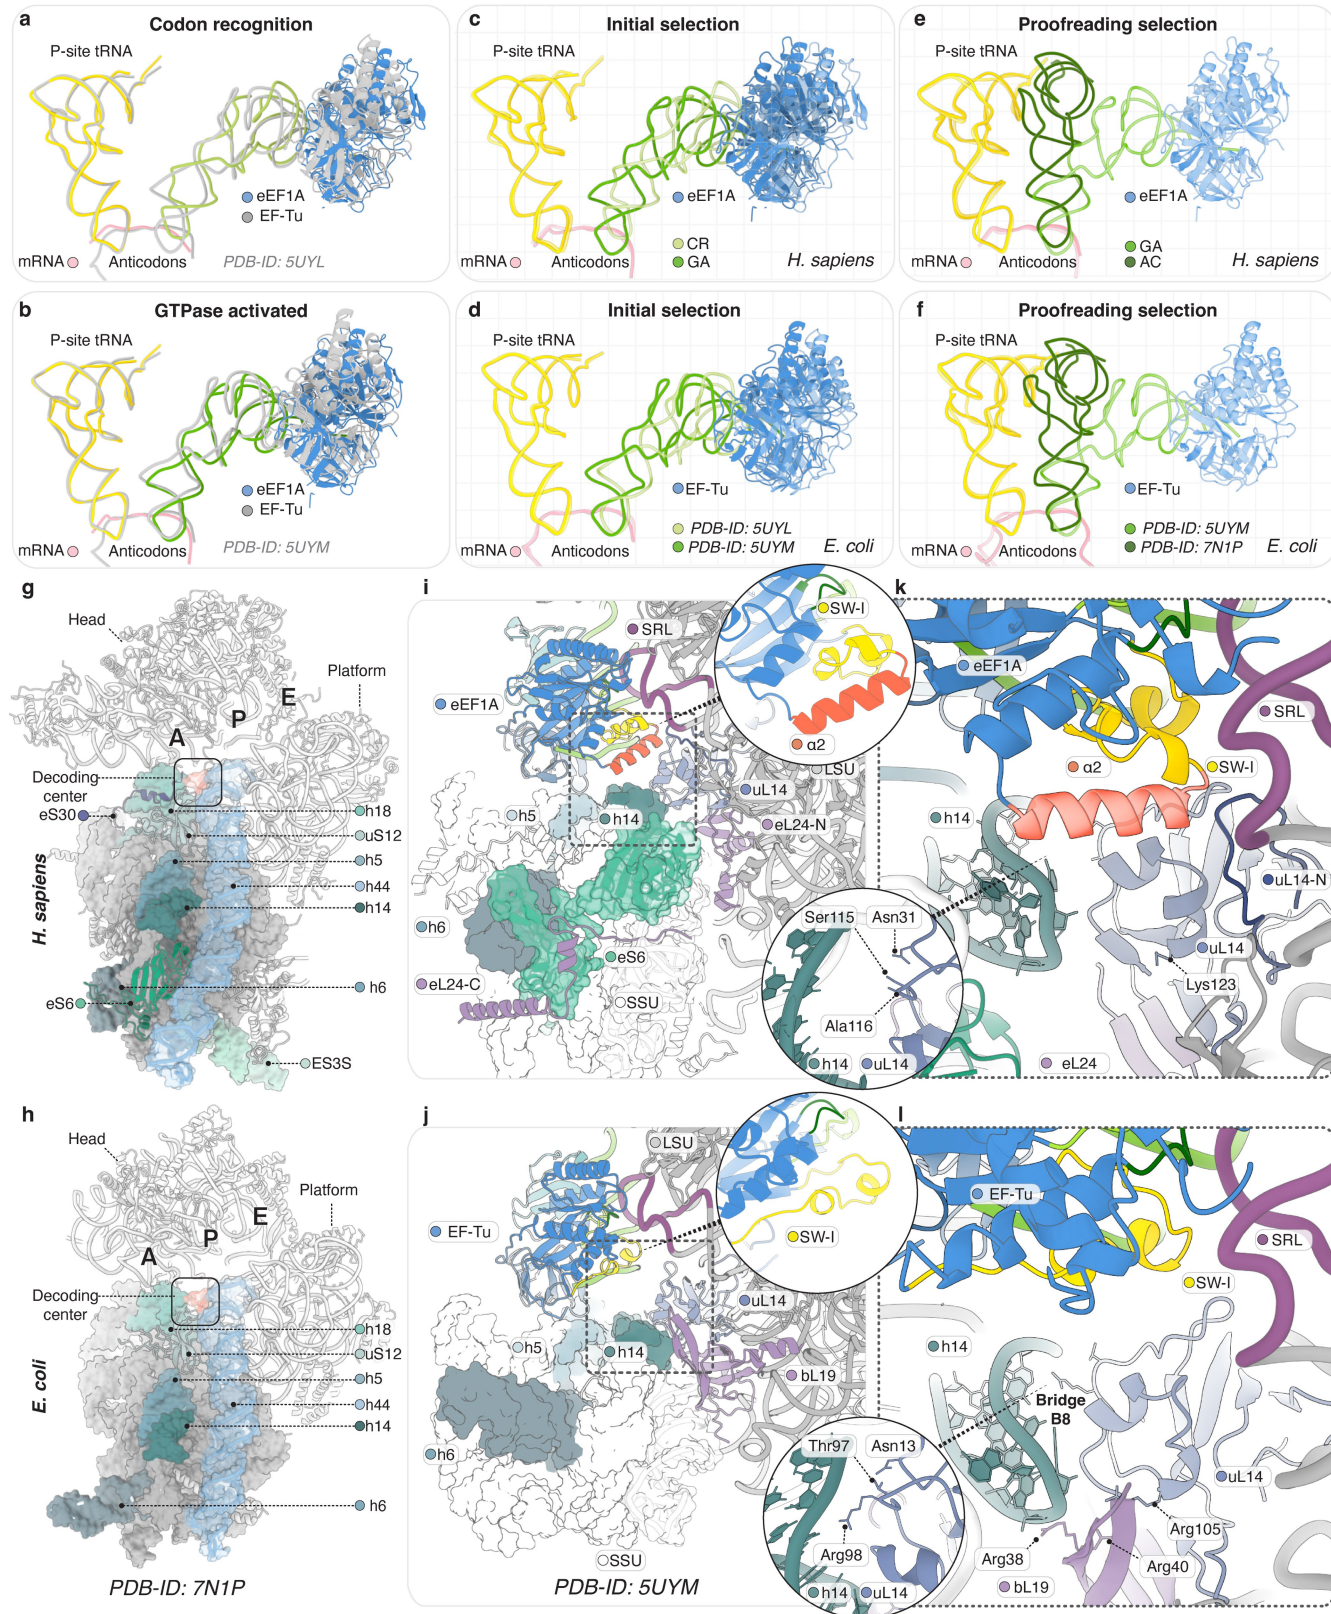 a
Codon recognition
P-site tRNA
eEF1A
EF-Tu
mRNA
Anticodons
PDB-ID: 5UYL
b
GTPase activated
P-site tRNA
eEF1A
EF-Tu
mRNA
Anticodons
PDB-ID: 5UYM
c
Initial selection
P-site tRNA
eEF1A
CR
GA
mRNA
Anticodons
H. sapiens
d
Initial selection
P-site tRNA
EF-Tu
PDB-ID: 5UYL
PDB-ID: 5UYM
mRNA
Anticodons
E. coli
e
Proofreading selection
P-site tRNA
eEF1A
GA
AC
mRNA
Anticodons
H. sapiens
f
Proofreading selection
P-site tRNA
EF-Tu
PDB-ID: 5UYM
PDB-ID: 7N1P
mRNA
Anticodons
E. coli
g
Head
Platform
E
P
A
Decoding
center
eS30
h18
uS12
h5
h44
h14
h6
eS6
ES3S
H. sapiens
h
Head
Platform
E
P
A
Decoding
center
h18
uS12
h5
h44
h14
h6
E. coli
PDB-ID: 7N1P
i
SRL
SW-I
eEF1A
α2
LSU
uL14
h5
h14
eL24-N
h6
eS6
eL24-C
SSU
Ser115
Asn31
Ala116
h14
uL14
j
LSU
EF-Tu
SW-I
uL14
h5
h14
bL19
h6
Thr97
Asn13
Arg98
h14
uL14
SSU
PDB-ID: 5UYM
k
eEF1A
SRL
α2
SW-I
h14
uL14-N
uL14
Lys123
eL24
l
EF-Tu
SRL
SW-I
h14
Bridge
B8
uL14
Arg105
Arg38
Arg40
bL19